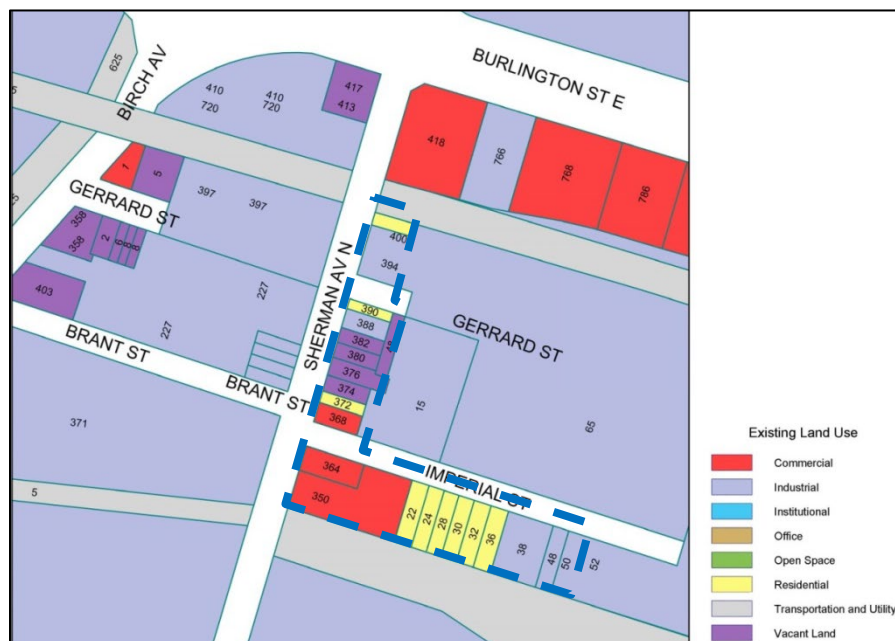 BURLINGTON ST E
BIRCH AV
625
417
413
410
720
410
720
418
766
768
786
1
5
397
397
GERRARD ST
358
358
2
6
8
403
227
227
BRANT ST
BRANT ST
SHERMAN AV N
400
394
390
388
382
380
376
374
372
368
48
GERRARD ST
15
65
371
5
364
350
IMPERIAL ST
22
24
28
30
32
36
38
48
50
52
Existing Land Use
Commercial
Industrial
Institutional
Office
Open Space
Residential
Transportation and Utility
Vacant Land